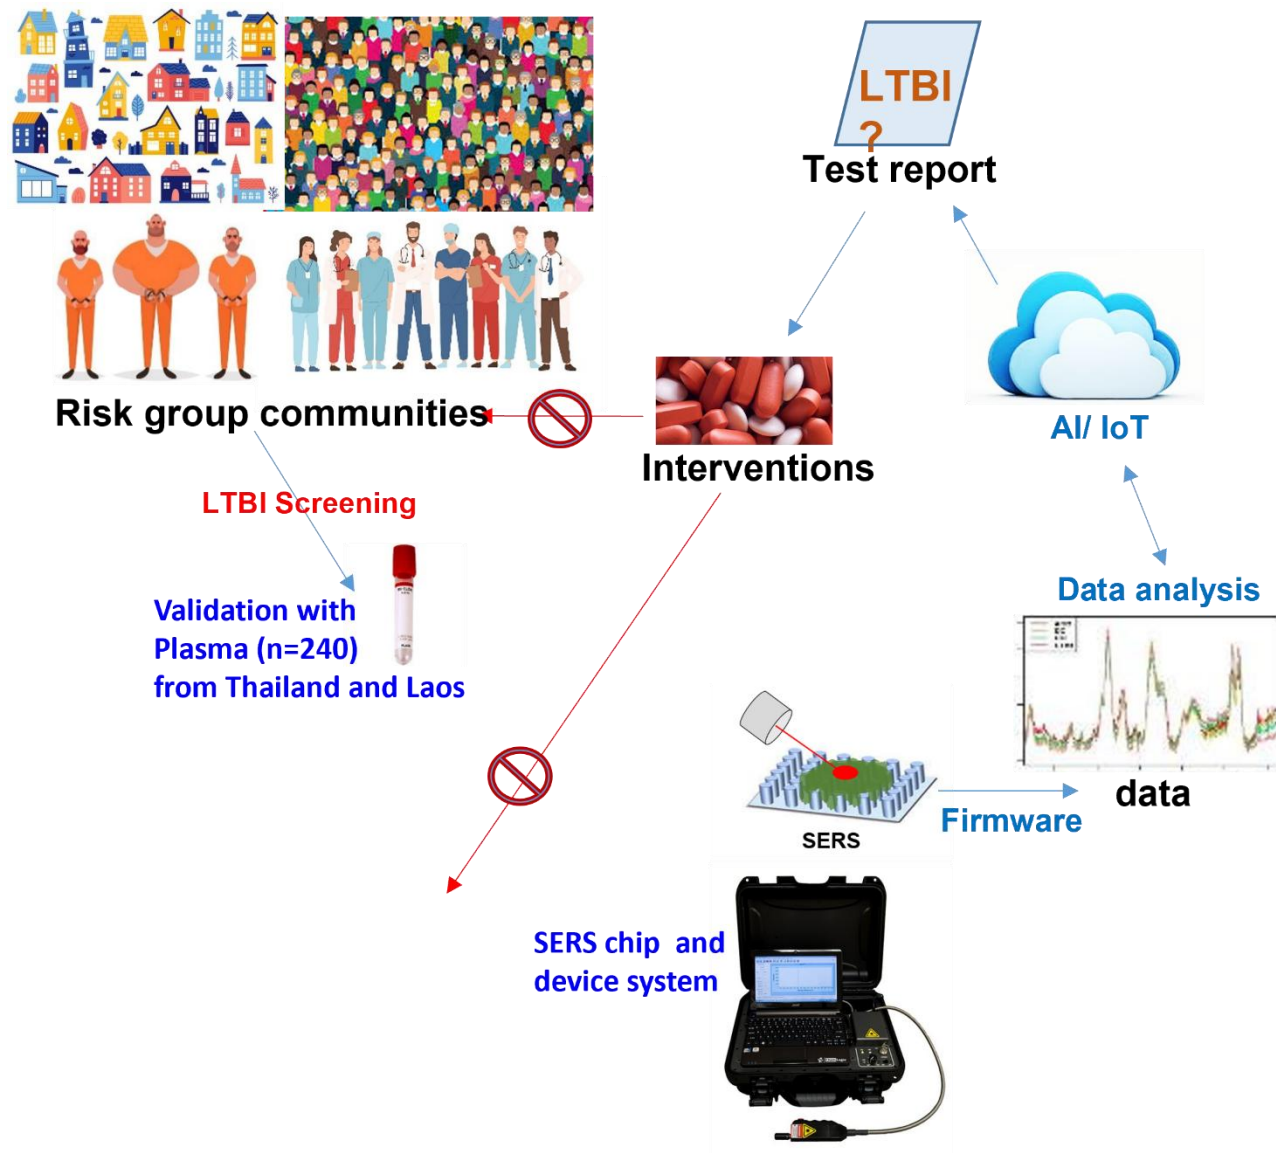 LTBI
?
Test report
Risk group communities
Interventions
AI/ IoT
LTBI Screening
Validation with
Plasma (n=240)
from Thailand and Laos
Data analysis
data
SERS
Firmware
SERS chip and
device system